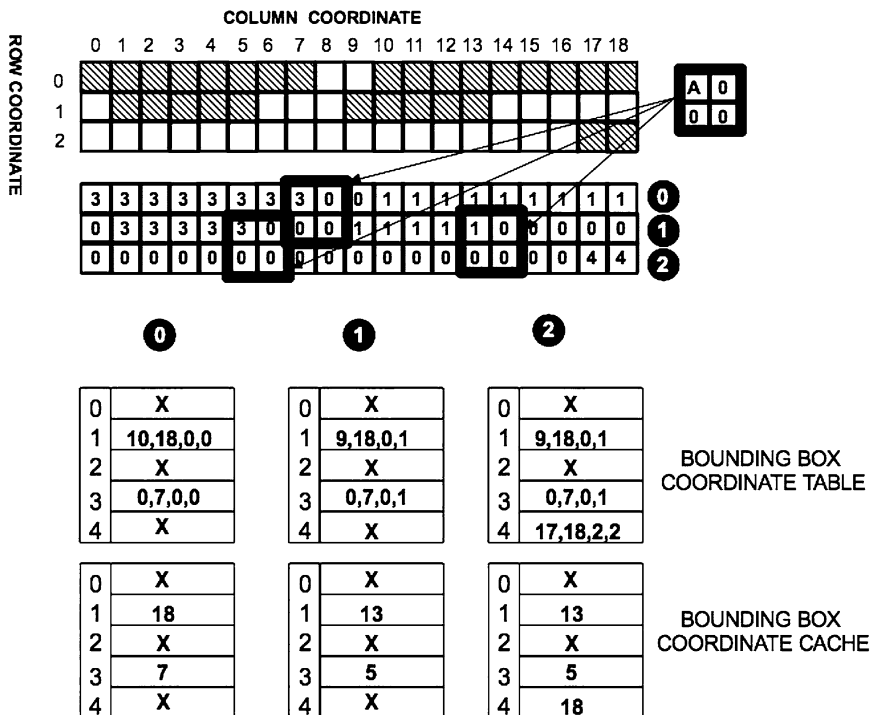 COLUMN COORDINATE
0 1 2 3 4 5 6 7 8 9 10 11 12 13 14 15 16 17 18
ROW COORDINATE
0
1
2
A 0
0 0
3 3 3 3 3 3 3 3 0 0 1 1 1 1 1 1 1 1 1 0
0 3 3 3 3 3 0 0 0 1 1 1 1 1 0 0 0 0 0 1
0 0 0 0 0 0 0 0 0 0 0 0 0 0 0 0 0 4 4 2
0 1 2
0 X 0 X 0 X
1 10,18,0,0 1 9,18,0,1 1 9,18,0,1
2 X 2 X 2 X
3 0,7,0,0 3 0,7,0,1 3 0,7,0,1
4 X 4 X 4 17,18,2,2
BOUNDING BOX
COORDINATE TABLE
0 X 0 X 0 X
1 18 1 13 1 13
2 X 2 X 2 X
3 7 3 5 3 5
4 X 4 X 4 18
BOUNDING BOX
COORDINATE CACHE